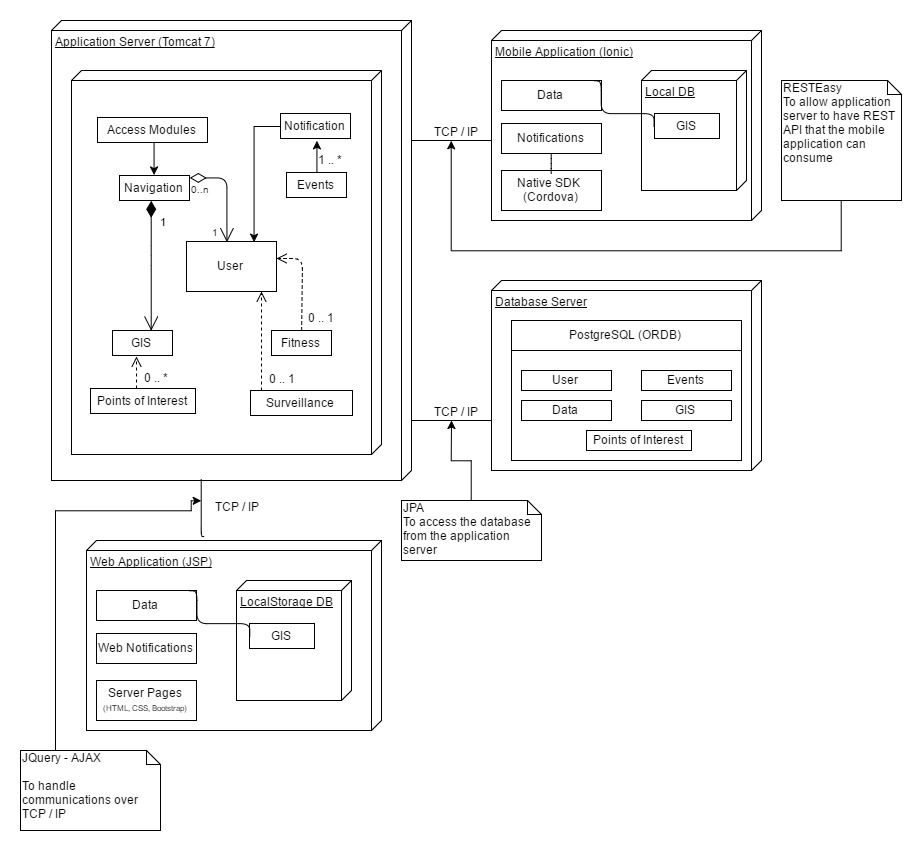 Application Server (Tomcat 7)
Access Modules
Notification
1 .. *
Events
Navigation
0..n
1
1
User
0 .. 1
GIS
Fitness
0 .. *
0 .. 1
Points of Interest
Surveillance
TCP / IP
Mobile Application (Ionic)
Data
Local DB
GIS
Notifications
Native SDK
(Cordova)
RESTEasy
To allow application
server to have REST
API that the mobile
application can
consume
TCP / IP
Database Server
PostgreSQL (ORDB)
User
Events
Data
GIS
Points of Interest
JPA
To access the database
from the application
server
TCP / IP
Web Application (JSP)
Data
LocalStorage DB
GIS
Web Notifications
Server Pages
(HTML, CSS, Bootstrap)
JQuery - AJAX
To handle
communications over
TCP / IP